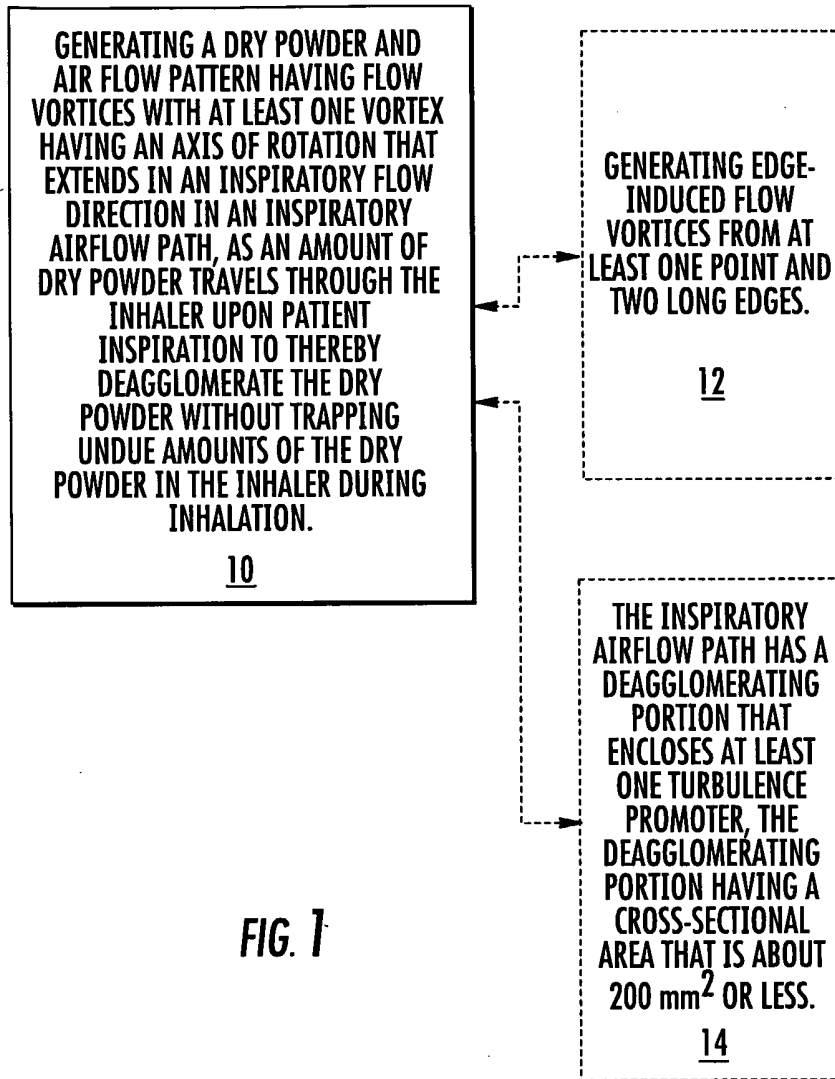 GENERATING A DRY POWDER AND
AIR FLOW PATTERN HAVING FLOW
VORTICES WITH AT LEAST ONE VORTEX
HAVING AN AXIS OF ROTATION THAT
EXTENDS IN AN INSPIRATORY FLOW
DIRECTION IN AN INSPIRATORY
AIRFLOW PATH, AS AN AMOUNT OF
DRY POWDER TRAVELS THROUGH THE
INHALER UPON PATIENT
INSPIRATION TO THEREBY
DEAGGLOMERATE THE DRY
POWDER WITHOUT TRAPPING
UNDUE AMOUNTS OF THE DRY
POWDER IN THE INHALER DURING
INHALATION.
10
GENERATING EDGE-
INDUCED FLOW
VORTICES FROM AT
LEAST ONE POINT AND
TWO LONG EDGES.
12
THE INSPIRATORY
AIRFLOW PATH HAS A
DEAGGLOMERATING
PORTION THAT
ENCLOSES AT LEAST
ONE TURBULENCE
PROMOTER, THE
DEAGGLOMERATING
PORTION HAVING A
CROSS-SECTIONAL
AREA THAT IS ABOUT
200 mm² OR LESS.
14
FIG. 1